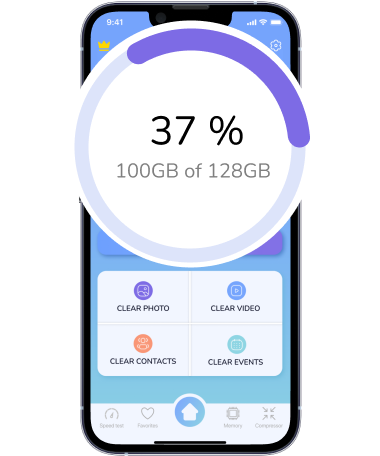 9:41
37 %
100GB of 128GB
CLEAR PHOTO
CLEAR VIDEO
CLEAR CONTACTS
CLEAR EVENTS
Speed test
Favorites
Memory
Compressor